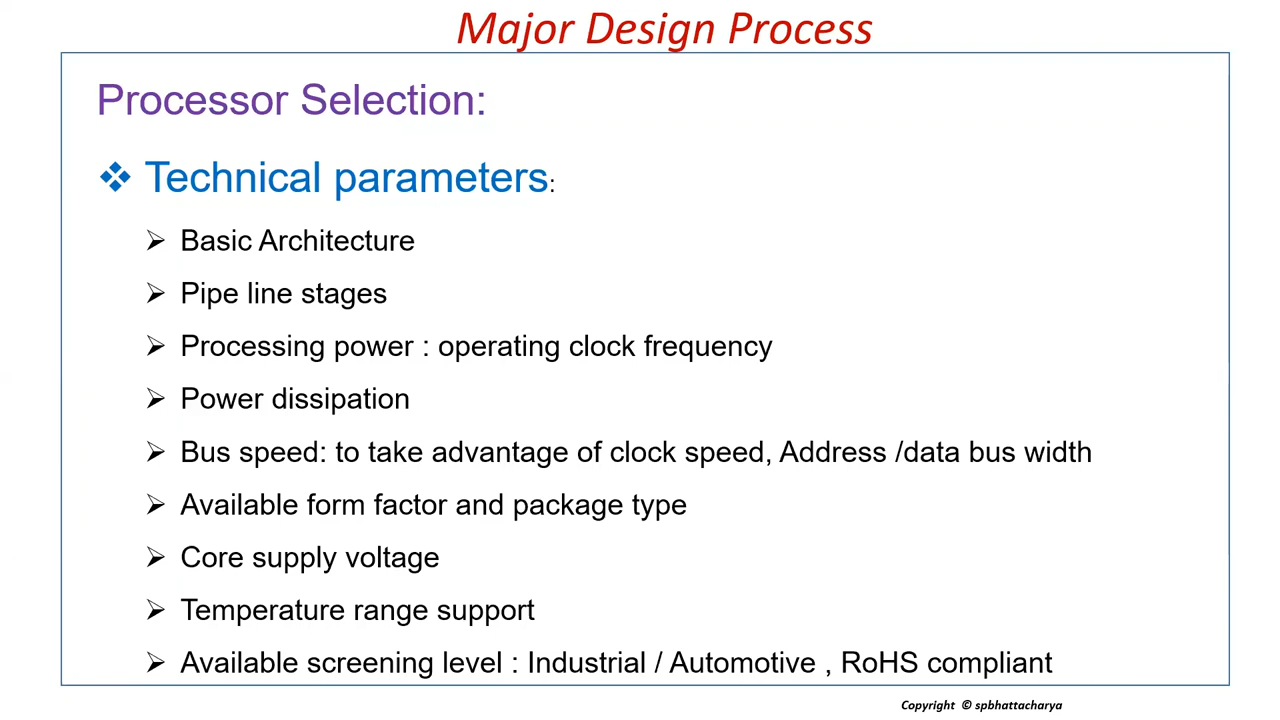 Major Design Process
Processor Selection:
❖ Technical parameters:
➢ Basic Architecture
➢ Pipe line stages
➢ Processing power : operating clock frequency
➢ Power dissipation
➢ Bus speed: to take advantage of clock speed, Address /data bus width
➢ Available form factor and package type
➢ Core supply voltage
➢ Temperature range support
➢ Available screening level : Industrial / Automotive , RoHS compliant
Copyright © spbhattacharya